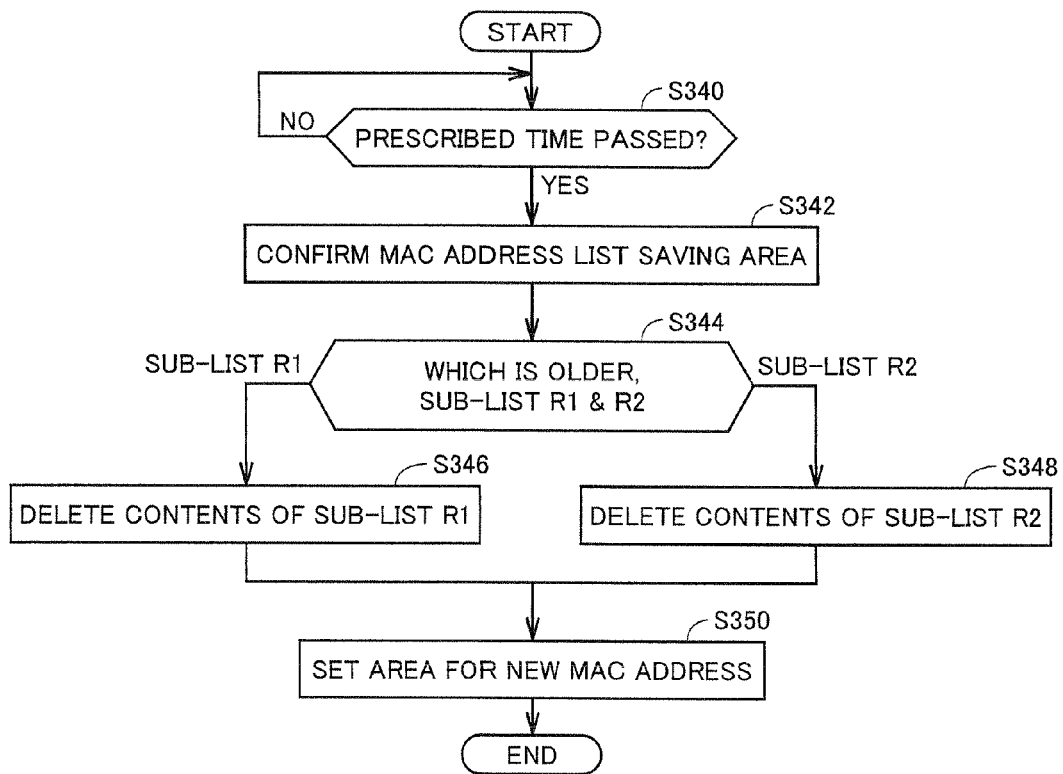 START
S340
NO
PRESCRIBED TIME PASSED?
YES
S342
CONFIRM MAC ADDRESS LIST SAVING AREA
S344
SUB-LIST R1
WHICH IS OLDER,
SUB-LIST R1 & R2
SUB-LIST R2
S346
DELETE CONTENTS OF SUB-LIST R1
S348
DELETE CONTENTS OF SUB-LIST R2
S350
SET AREA FOR NEW MAC ADDRESS
END